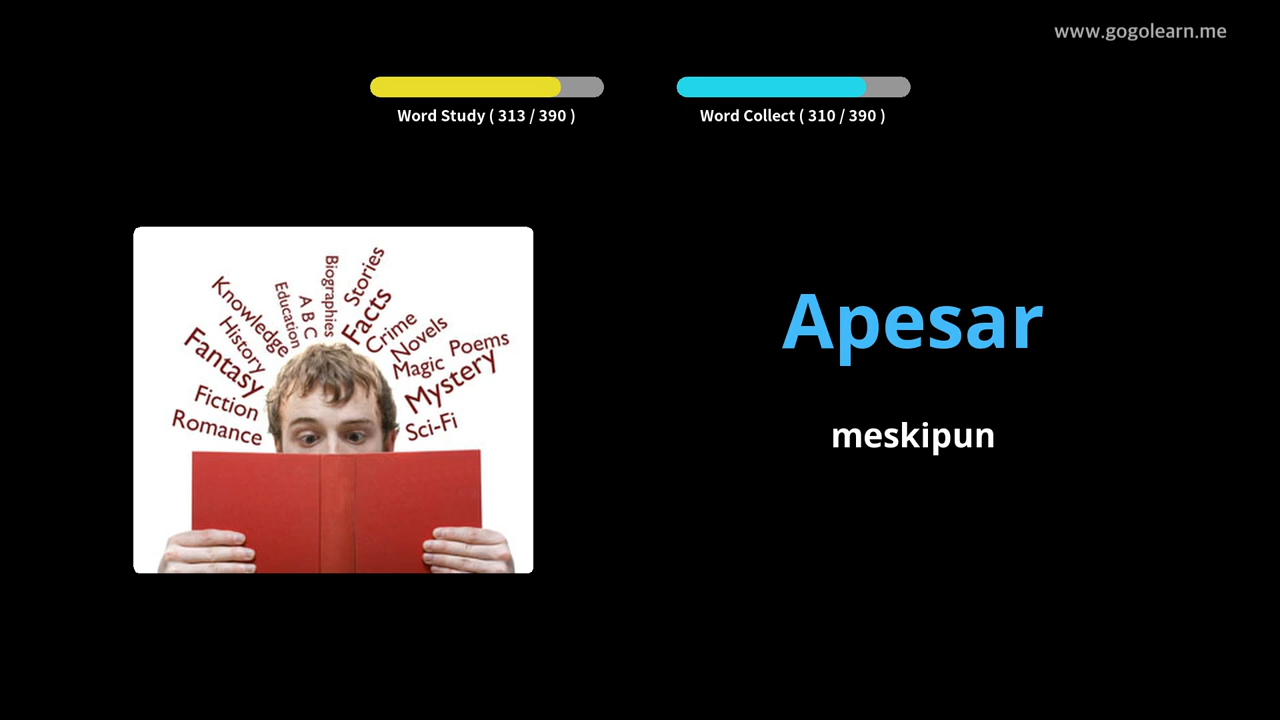 www.gogolearn.me
Word Study ( 313 / 390 )
Word Collect ( 310 / 390 )
Biographies
Stories
Knowledge
Education
A B C
Facts
History
Crime
Novels
Fantasy
Magic
Poems
Mystery
Fiction
Romance
Sci-Fi
Apesar
meskipun